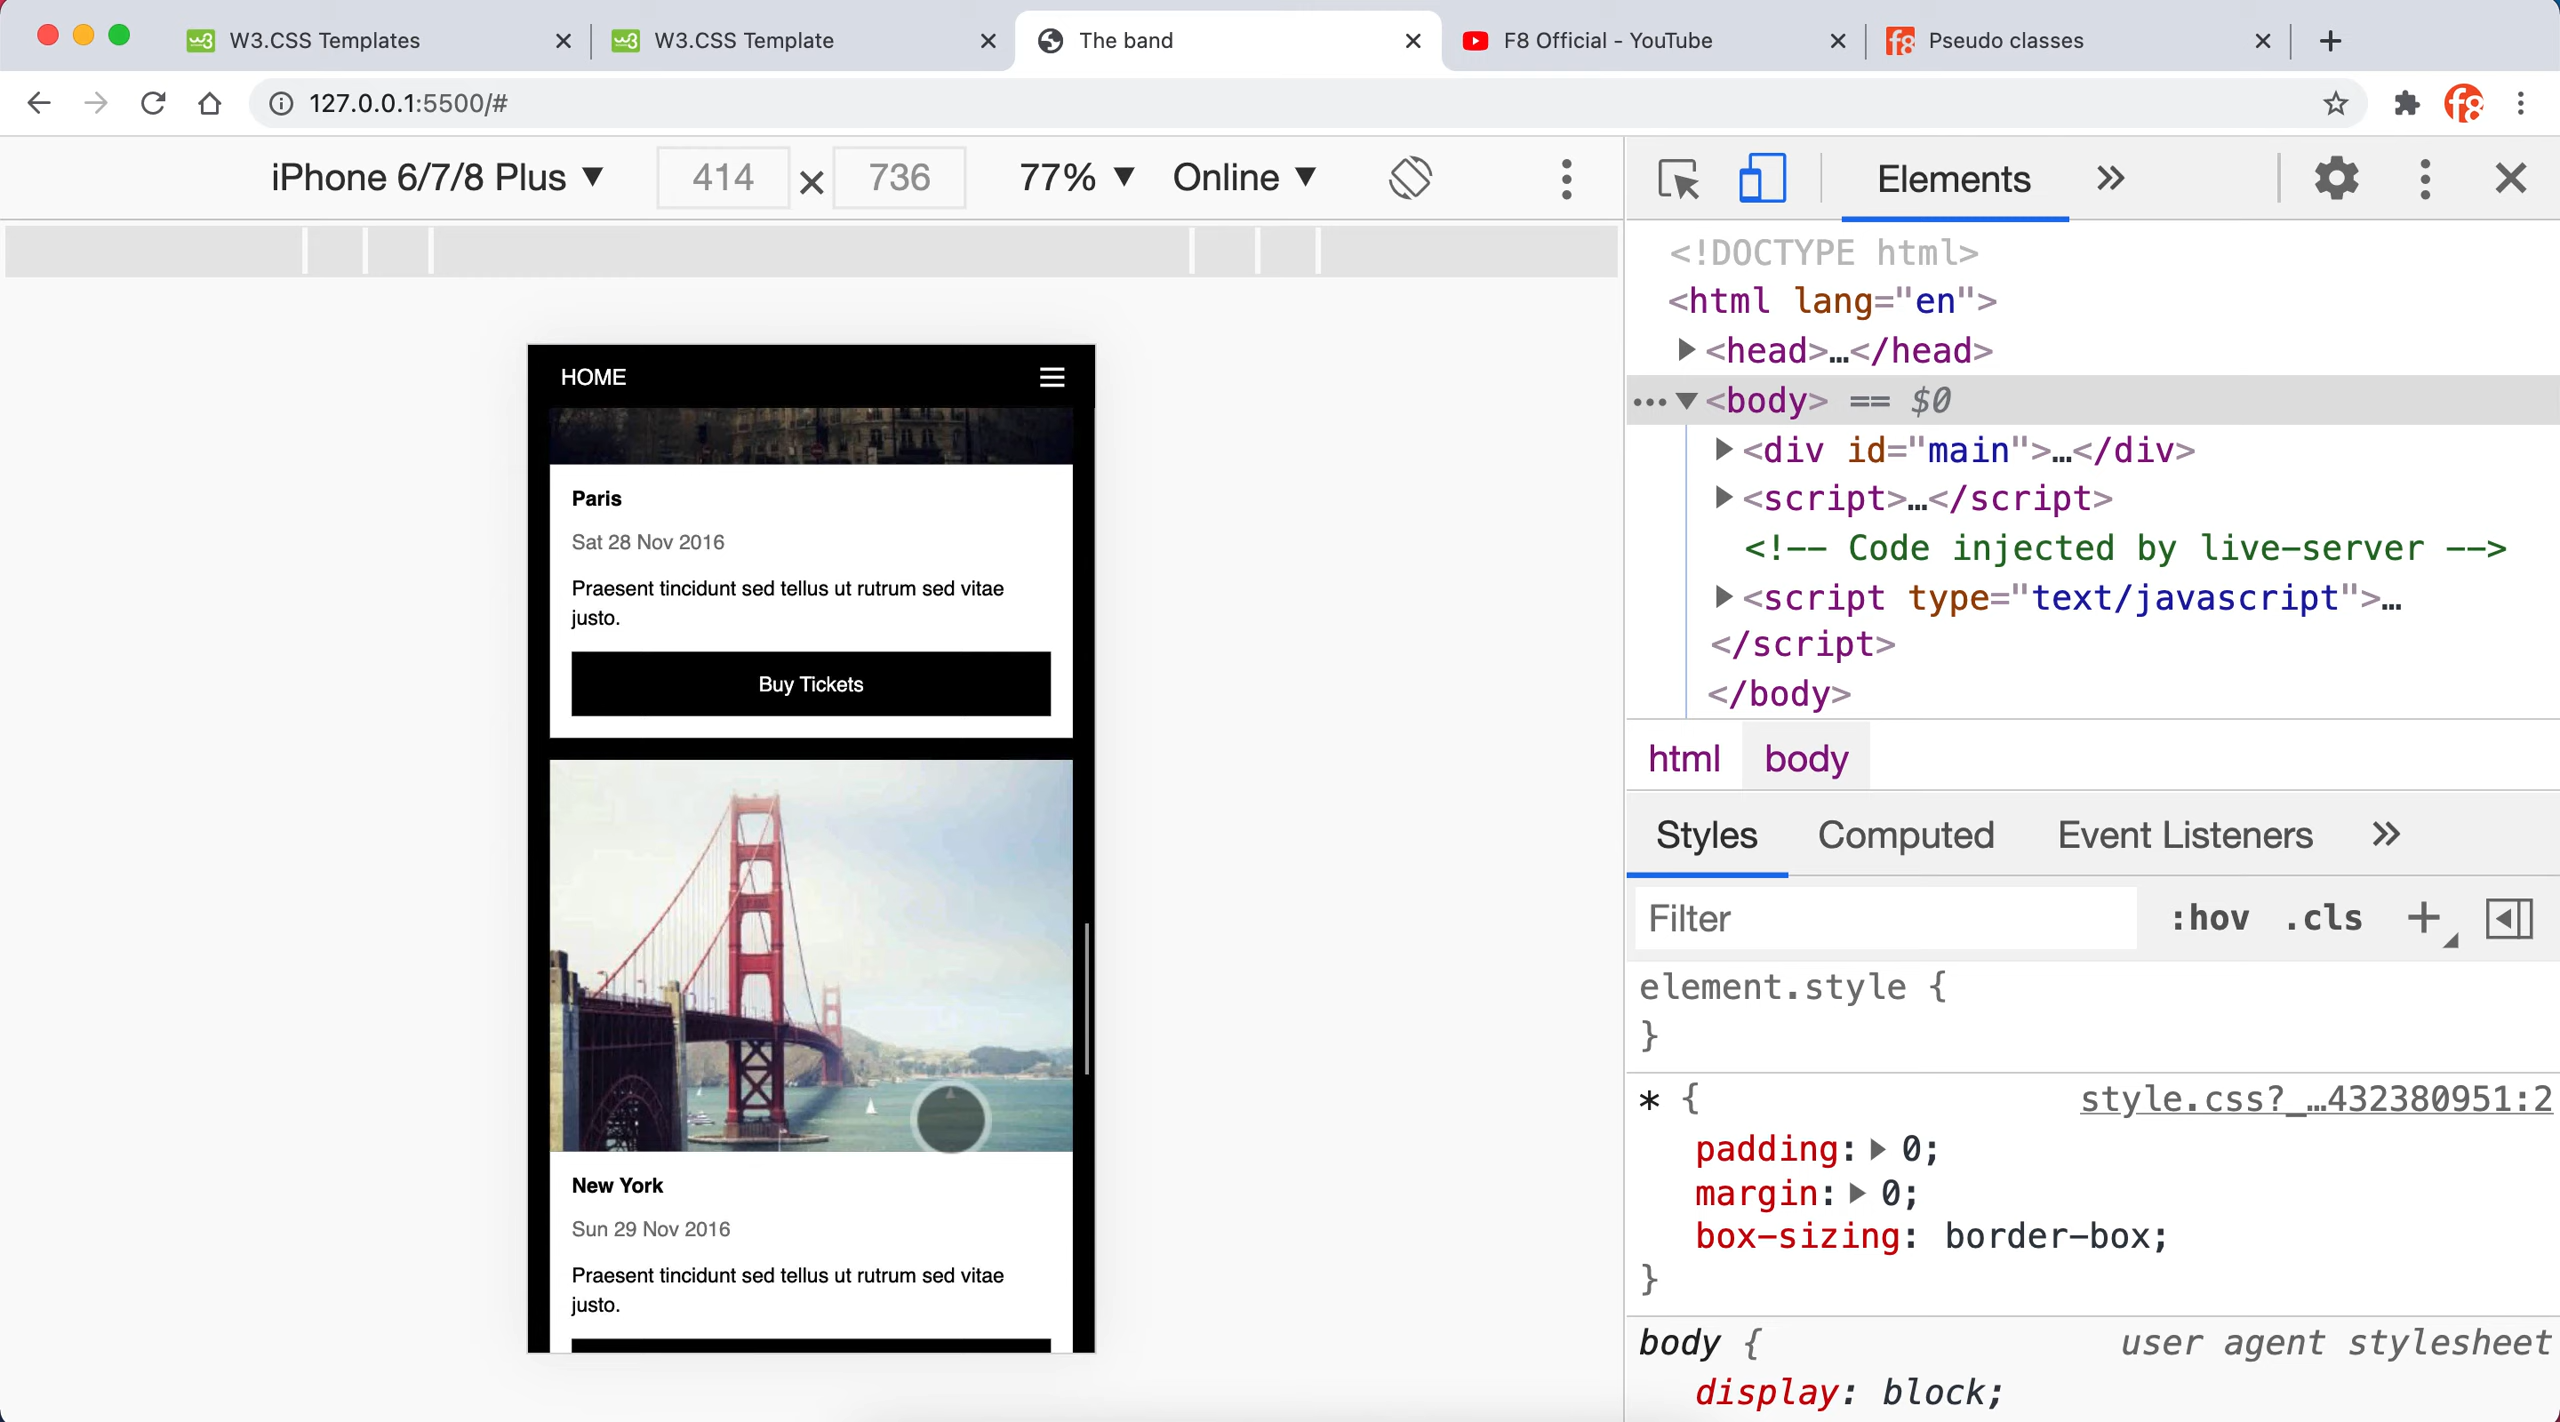 W3.CSS Templates
W3.CSS Template
The band
F8 Official - YouTube
Pseudo classes
127.0.0.1:5500/#
iPhone 6/7/8 Plus ▼ 414 × 736 77% ▼ Online ▼
Elements
<!DOCTYPE html>
<html lang="en">
<head>…</head>
<body> == $0
<div id="main">…</div>
<script>…</script>
<!-- Code injected by live-server -->
<script type="text/javascript">…
</script>
</body>
html body
Styles Computed Event Listeners
Filter :hov .cls
element.style {
}
* { style.css?_…432380951:2
padding: 0;
margin: 0;
box-sizing: border-box;
}
body { user agent stylesheet
display: block;
HOME
Paris
Sat 28 Nov 2016
Praesent tincidunt sed tellus ut rutrum sed vitae
justo.
Buy Tickets
New York
Sun 29 Nov 2016
Praesent tincidunt sed tellus ut rutrum sed vitae
justo.